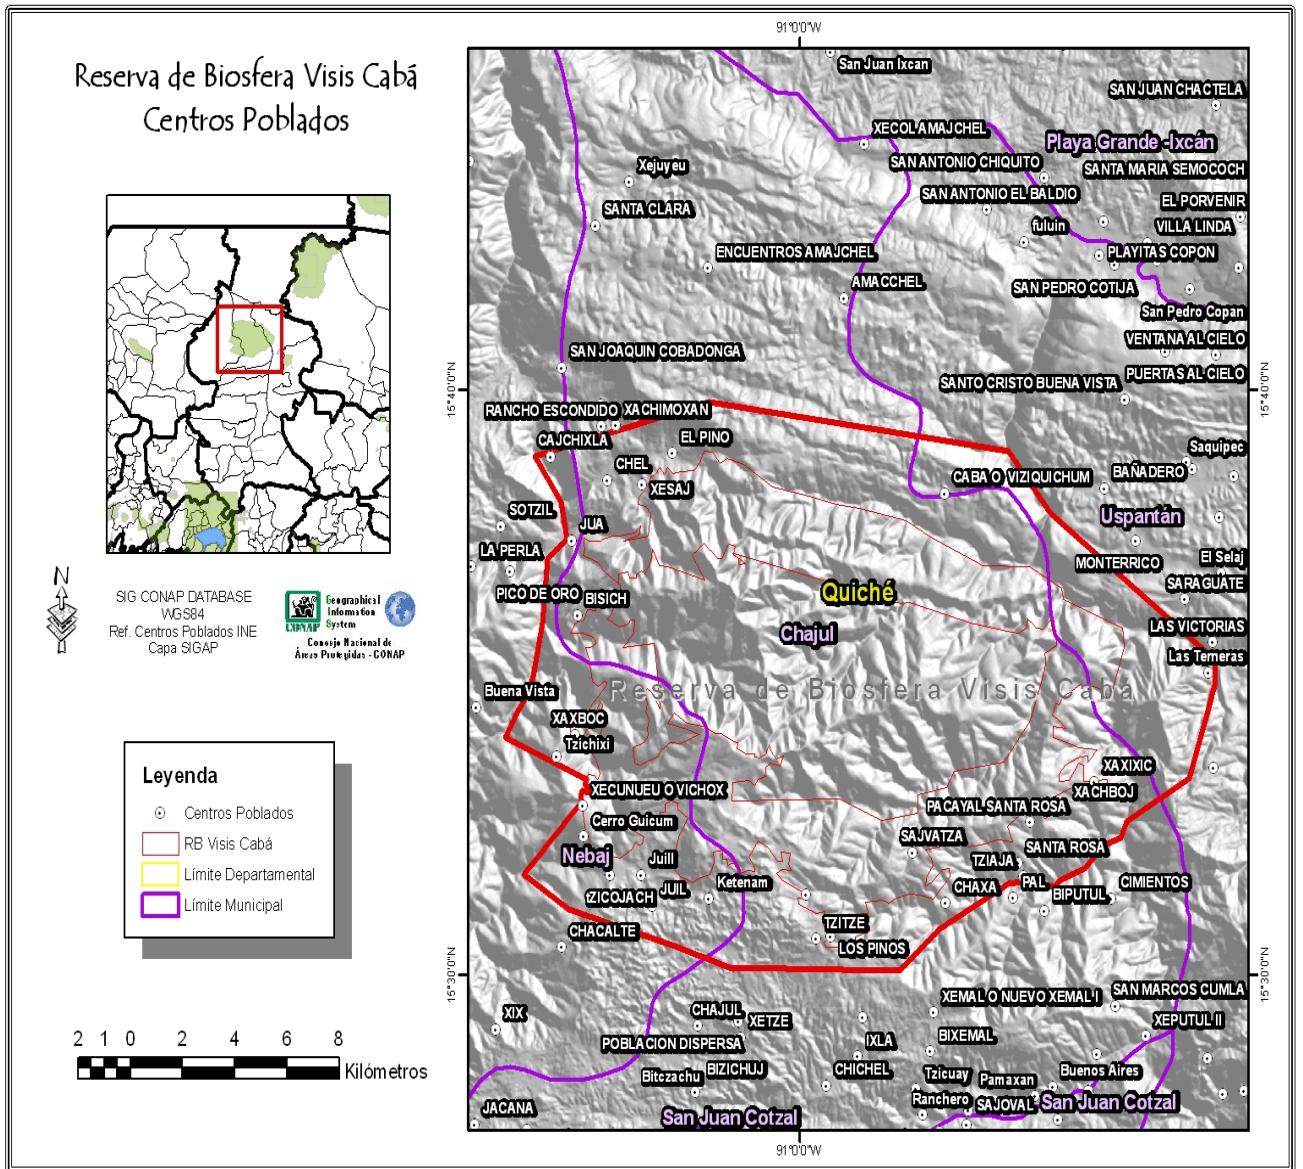 Reserva de Biosfera Visis Cabá
Centros Poblados
SIG CONAP DATABASE
WGS84
Ref. Centros Poblados INE
Capa SIGAP
N
CONAP
Geographical
Information
System
Consejo Nacional de
Áreas Protegidas - CONAP
Leyenda
Centros Poblados
RB Visis Cabá
Límite Departamental
Límite Municipal
2 1 0 2 4 6 8
Kilómetros
91°0'0"W
15°40'0"N
15°40'0"N
15°30'0"N
15°30'0"N
91°0'0"W
San Juan Ixcan
SAN JUAN CHACTELA
XECOL AMAJCHEL
Playa Grande -Ixcán
SAN ANTONIO CHIQUITO
Xejuyeu
SANTA MARIA SEMOCOCH
SAN ANTONIO EL BALDIO
SANTA CLARA
EL PORVENIR
fuluin
VILLA LINDA
ENCUENTROS AMAJCHEL
PLAYITAS COPON
AMACCHEL
SAN PEDRO COTIJA
San Pedro Copan
VENTANA AL CIELO
SAN JOAQUIN COBADONGA
PUERTAS AL CIELO
SANTO CRISTO BUENA VISTA
RANCHO ESCONDIDO
XACHIMOXAN
CAJCHIXLA
EL PINO
Saquipec
CHEL
BAÑADERO
CABA O VIZIQUICHUM
XESAJ
SOTZIL
Uspantán
JUA
LA PERLA
El Selaj
MONTERRICO
SARAGUATE
PICO DE ORO
BISICH
Quiché
Chajul
LAS VICTORIAS
Las Terneras
Reserva de Biosfera Visis Cabá
Buena Vista
XAXBOC
Tzichixi
XAXIXIC
XECUNUEU O VICHOX
XACHBOJ
PACAYAL SANTA ROSA
Cerro Guicum
SAJVATZA
SANTA ROSA
Nebaj
Juill
TZIAJA
Ketenam
PAL
CIMIENTOS
JUIL
CHAXA
tZICOJACH
BIPUTUL
TZITZE
CHACALTE
LOS PINOS
SAN MARCOS CUMLA
XEMAL O NUEVO XEMAL I
XIX
CHAJUL
XETZE
XEPUTUL II
POBLACION DISPERSA
IXLA
BIXEMAL
BIZICHUJ
CHICHEL
Buenos Aires
Bitczachu
Tzicuay
Pamaxan
Ranchero
SAJOVAL
San Juan Cotzal
JACANA
San Juan Cotzal